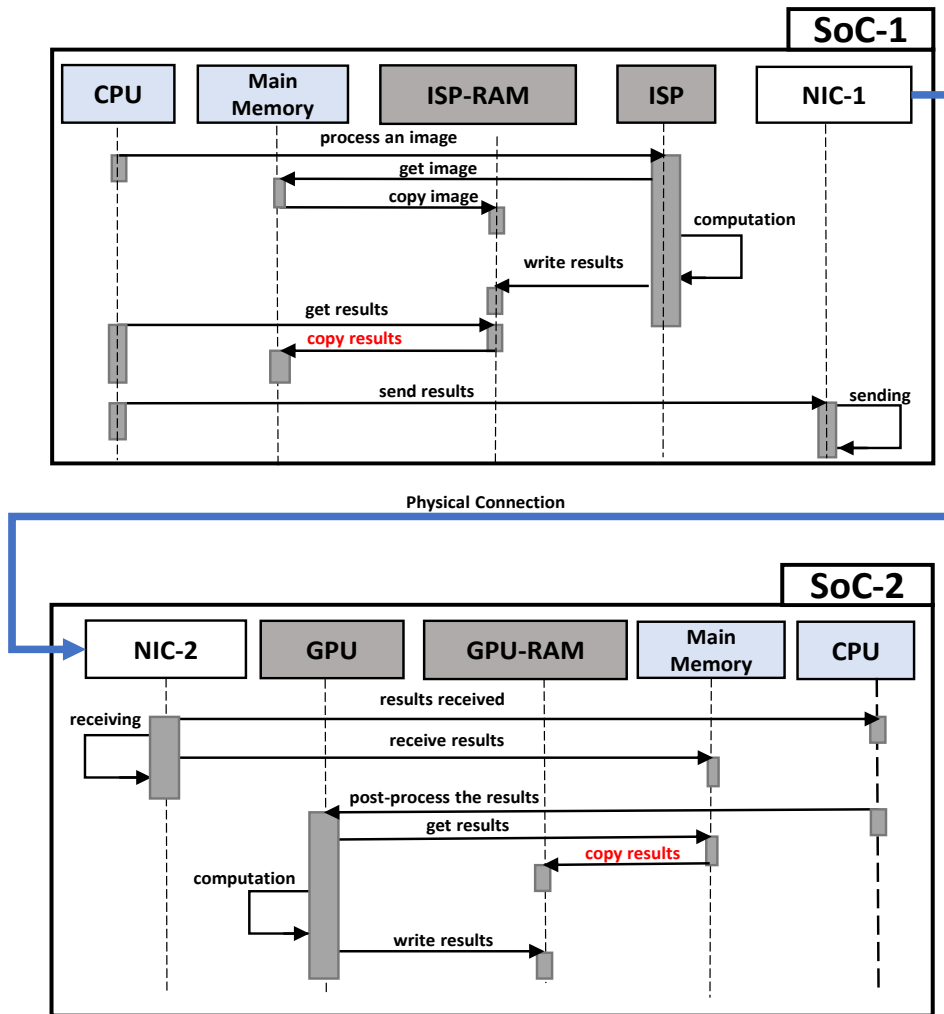 SoC-1
CPU
Main
Memory
ISP-RAM
ISP
NIC-1
process an image
get image
copy image
computation
write results
get results
copy results
send results
sending
Physical Connection
SoC-2
NIC-2
GPU
GPU-RAM
Main
Memory
CPU
results received
receiving
receive results
post-process the results
get results
copy results
computation
write results